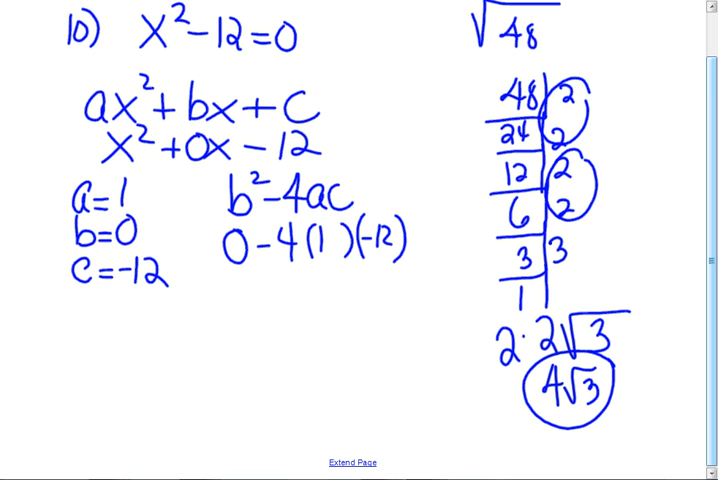 10) x²-12=0
ax²+bx+c
x²+0x-12
a=1
b=0
c=-12
b²-4ac
0-4(1)(-12)
√48
48 2
24 2
12 2
6 2
3 3
1
2·2√3
4√3
Extend Page